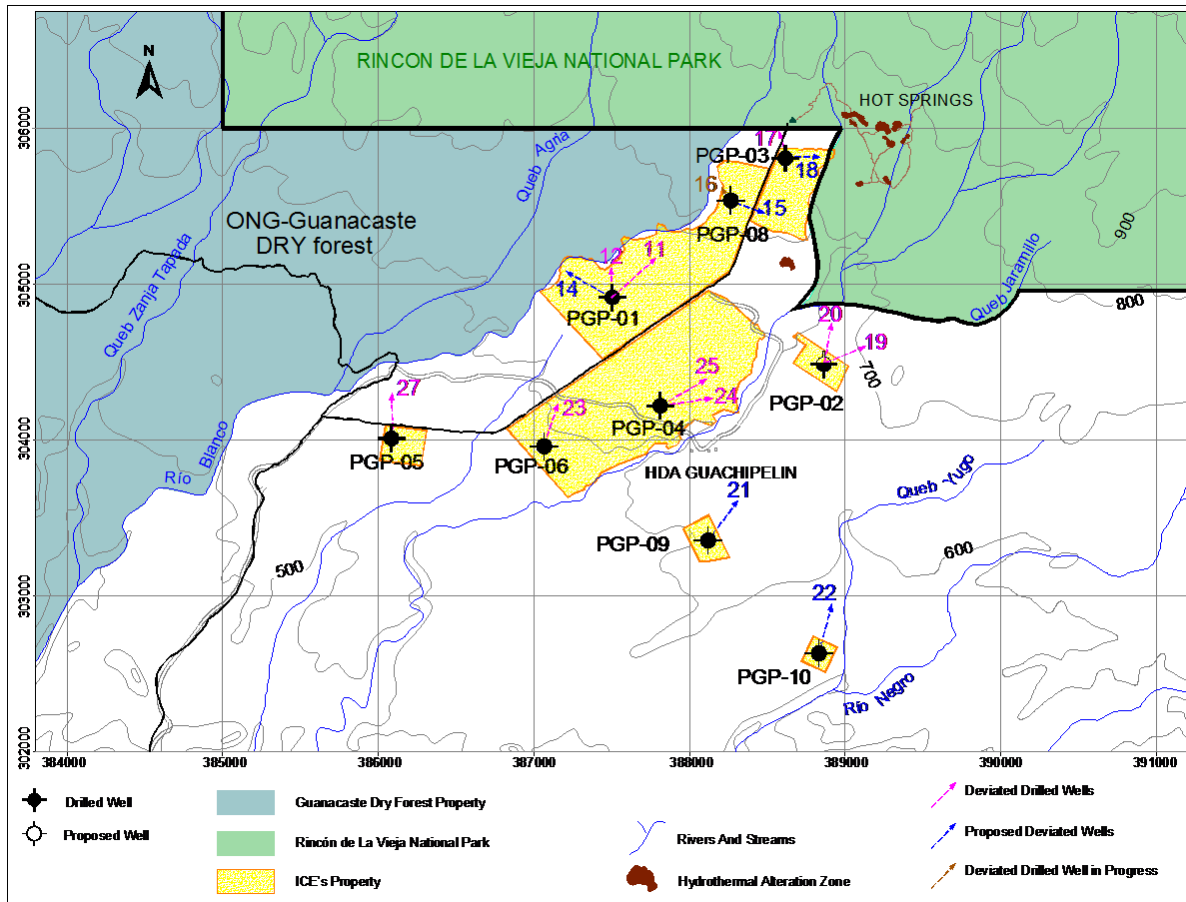 N
RINCON DE LA VIEJA NATIONAL PARK
HOT SPRINGS
306000
Queb Agria
17
PGP-03
18
16
15
PGP-08
900
ONG-Guanacaste
DRY forest
Queb Zanja Tapada
12
11
305000
14
PGP-01
Queb Jaramillo
800
20
19
700
PGP-02
25
24
27
23
PGP-04
304000
PGP-05
PGP-06
Río Blanco
HDA GUACHIPELIN
Queb Yugo
21
PGP-09
600
500
303000
22
PGP-10
Río Negro
302000
384000
385000
386000
387000
388000
389000
390000
391000
Drilled Well
Proposed Well
Guanacaste Dry Forest Property
Rincón de La Vieja National Park
ICE's Property
Rivers And Streams
Hydrothermal Alteration Zone
Deviated Drilled Wells
Proposed Deviated Wells
Deviated Drilled Well in Progress